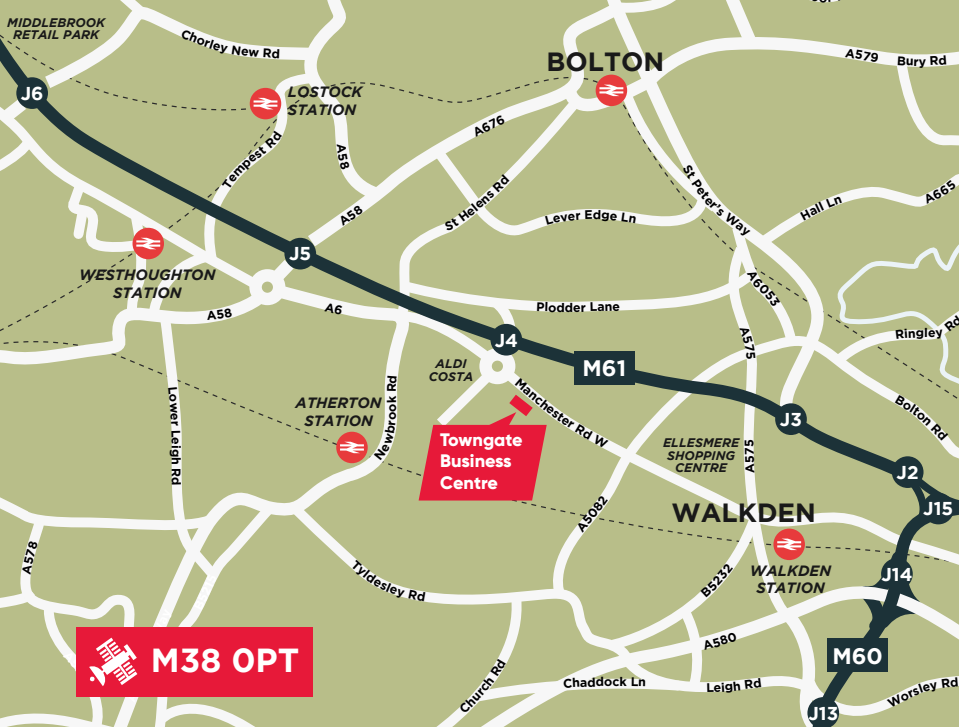 MIDDLEBROOK
RETAIL PARK
Chorley New Rd
BOLTON
A579
Bury Rd
J6
LOSTOCK
STATION
A676
Tempest Rd
A58
St Peter's Way
St Helens Rd
A58
Lever Edge Ln
Hall Ln
A665
J5
WESTHOUGHTON
STATION
A6053
A58
A6
Plodder Lane
Ringley Rd
J4
A575
ALDI
COSTA
M61
Manchester Rd W
Lower Leigh Rd
ATHERTON
STATION
Newbrook Rd
J3
Bolton Rd
Towngate
Business
Centre
ELLESMERE
SHOPPING
CENTRE
A575
J2
A5082
WALKDEN
J15
A578
Tyldesley Rd
B5232
WALKDEN
STATION
J14
A580
M38 0PT
M60
Church Rd
Chaddock Ln
Leigh Rd
Worsley Rd
J13